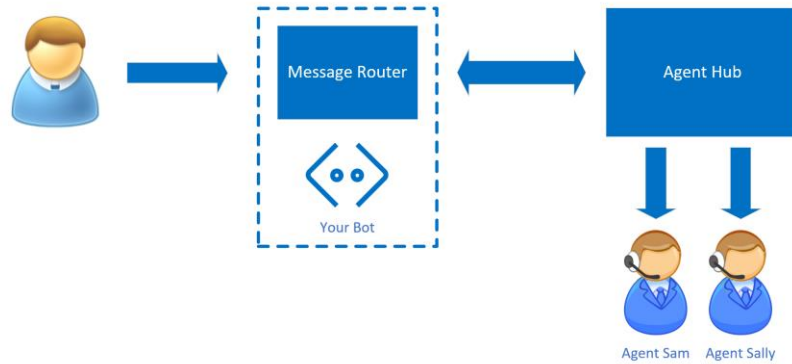 Message Router
Agent Hub
Your Bot
Agent Sam
Agent Sally